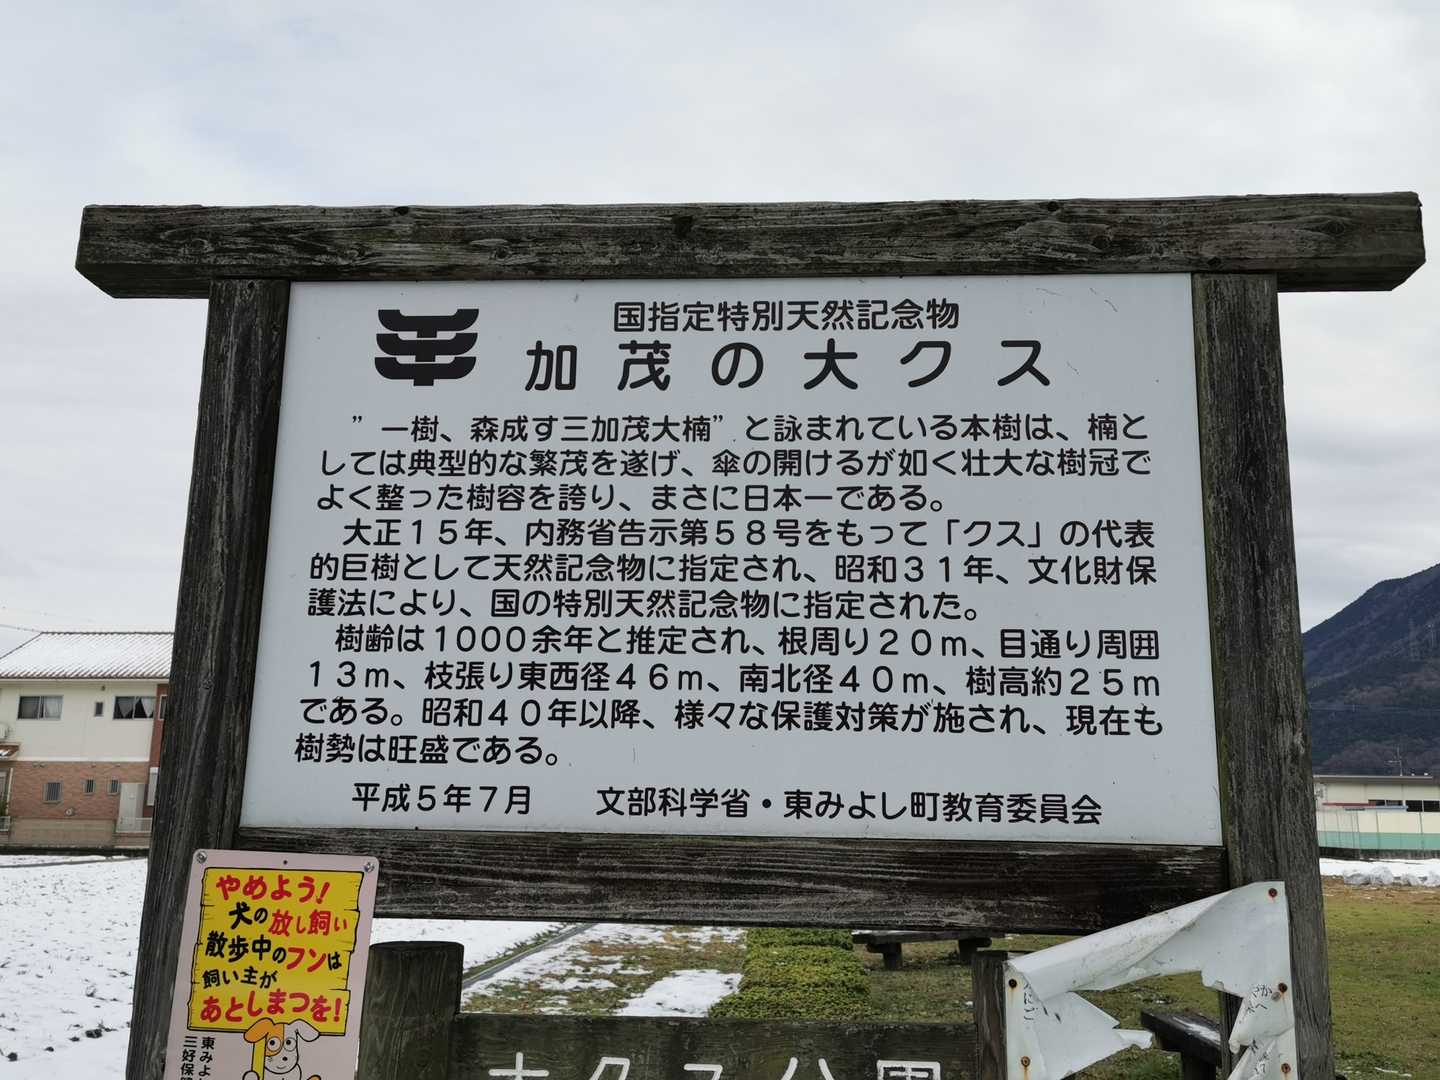 国指定特別天然記念物
加茂の大クス
”一樹、森成す三加茂大楠”と詠まれている本樹は、楠と
しては典型的な繁茂を遂げ、傘の開けるが如く壮大な樹冠で
よく整った樹容を誇り、まさに日本一である。
大正１５年、内務省告示第５８号をもって「クス」の代表
的巨樹として天然記念物に指定され、昭和３１年、文化財保
護法により、国の特別天然記念物に指定された。
樹齢は１０００余年と推定され、根周り２０ｍ、目通り周囲
１３ｍ、枝張り東西径４６ｍ、南北径４０ｍ、樹高約２５ｍ
である。昭和４０年以降、様々な保護対策が施され、現在も
樹勢は旺盛である。
平成５年７月　文部科学省・東みよし町教育委員会
やめよう!
犬の放し飼い
散歩中のフンは
飼い主が
あとしまつを!
東みよ
三好保
大クス公園